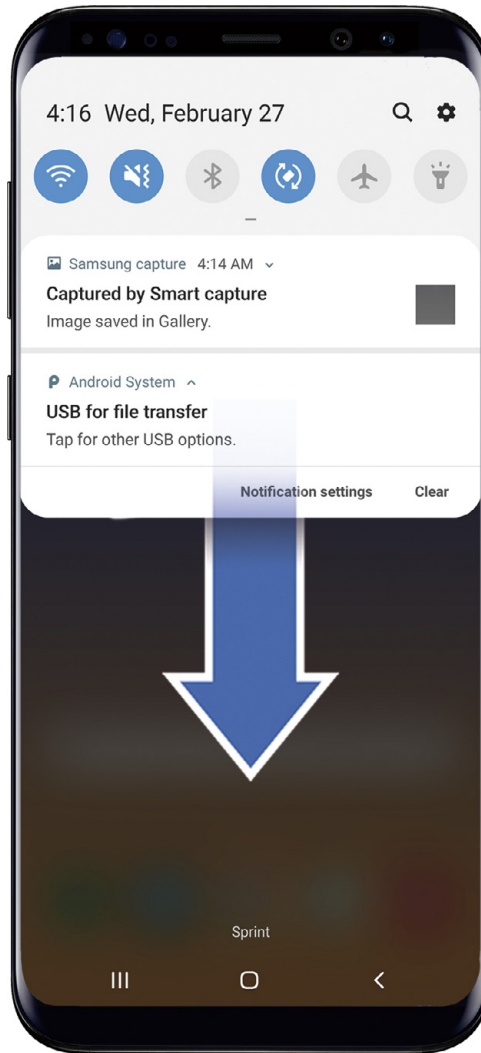 4:16 Wed, February 27
Samsung capture 4:14 AM
Captured by Smart capture
Image saved in Gallery.
Android System
USB for file transfer
Tap for other USB options.
Notification settings Clear
Sprint